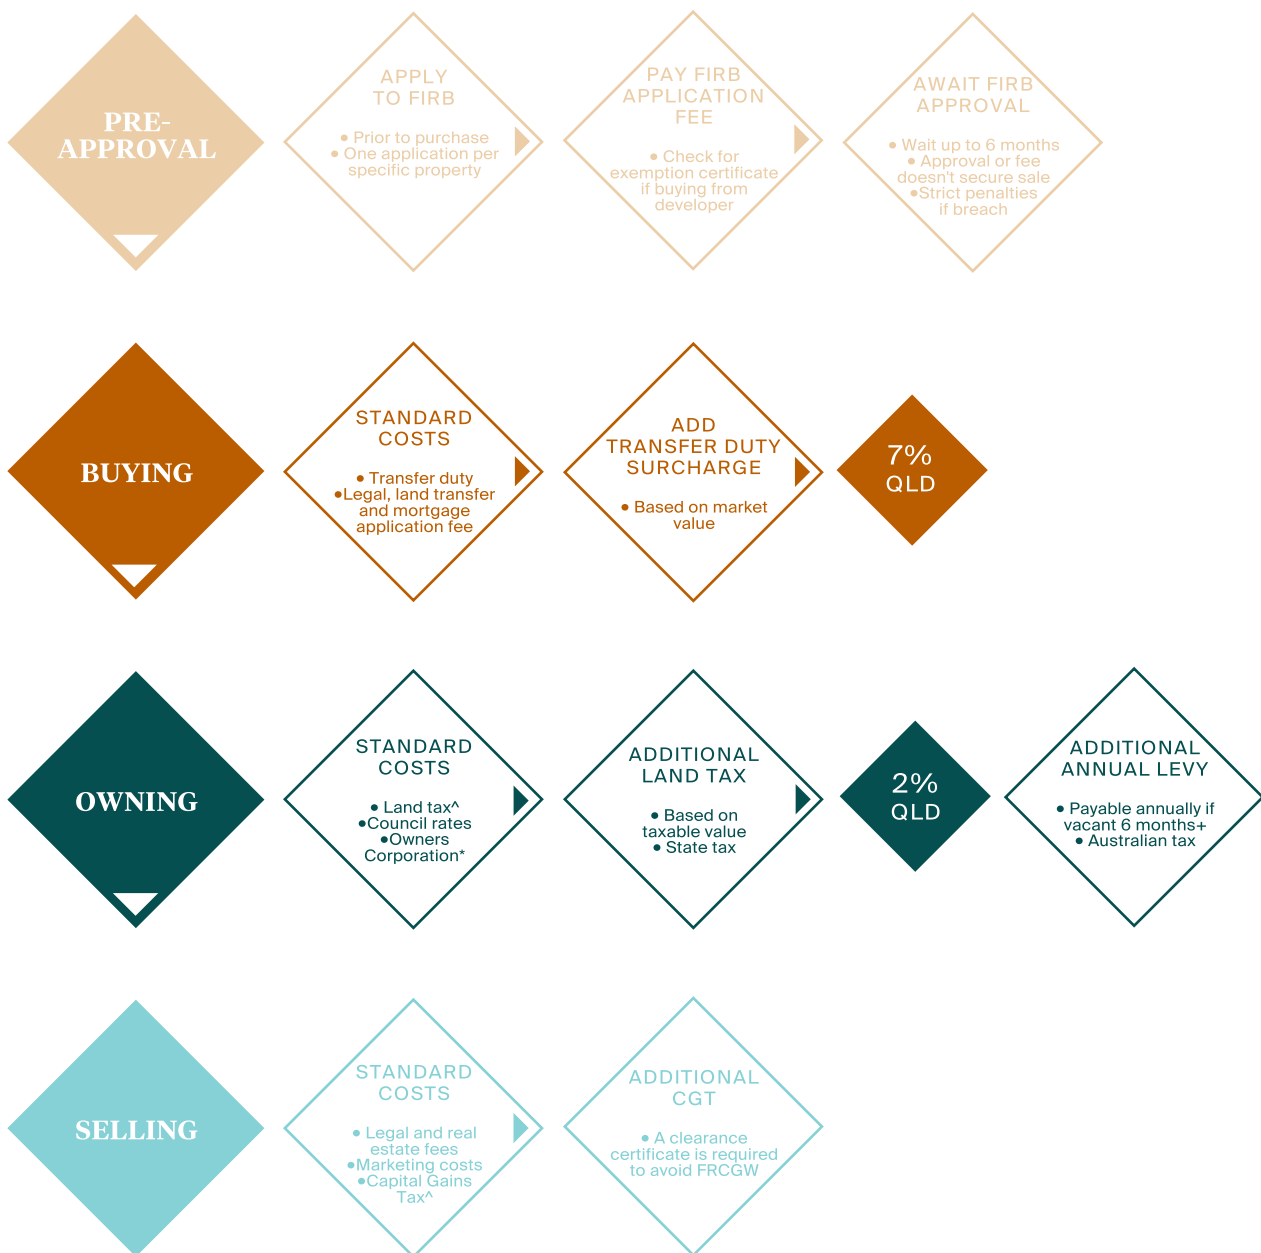 PRE-
APPROVAL
APPLY
TO FIRB
● Prior to purchase
● One application per
specific property
PAY FIRB
APPLICATION
FEE
● Check for
exemption certificate
if buying from
developer
AWAIT FIRB
APPROVAL
● Wait up to 6 months
● Approval or fee
doesn't secure sale
●Strict penalties
if breach
BUYING
STANDARD
COSTS
● Transfer duty
●Legal, land transfer
and mortgage
application fee
ADD
TRANSFER DUTY
SURCHARGE
● Based on market
value
7%
QLD
OWNING
STANDARD
COSTS
● Land tax^
●Council rates
●Owners
Corporation*
ADDITIONAL
LAND TAX
● Based on
taxable value
● State tax
2%
QLD
ADDITIONAL
ANNUAL LEVY
● Payable annually if
vacant 6 months+
● Australian tax
SELLING
STANDARD
COSTS
● Legal and real
estate fees
●Marketing costs
●Capital Gains
Tax^
ADDITIONAL
CGT
● A clearance
certificate is required
to avoid FRCGW